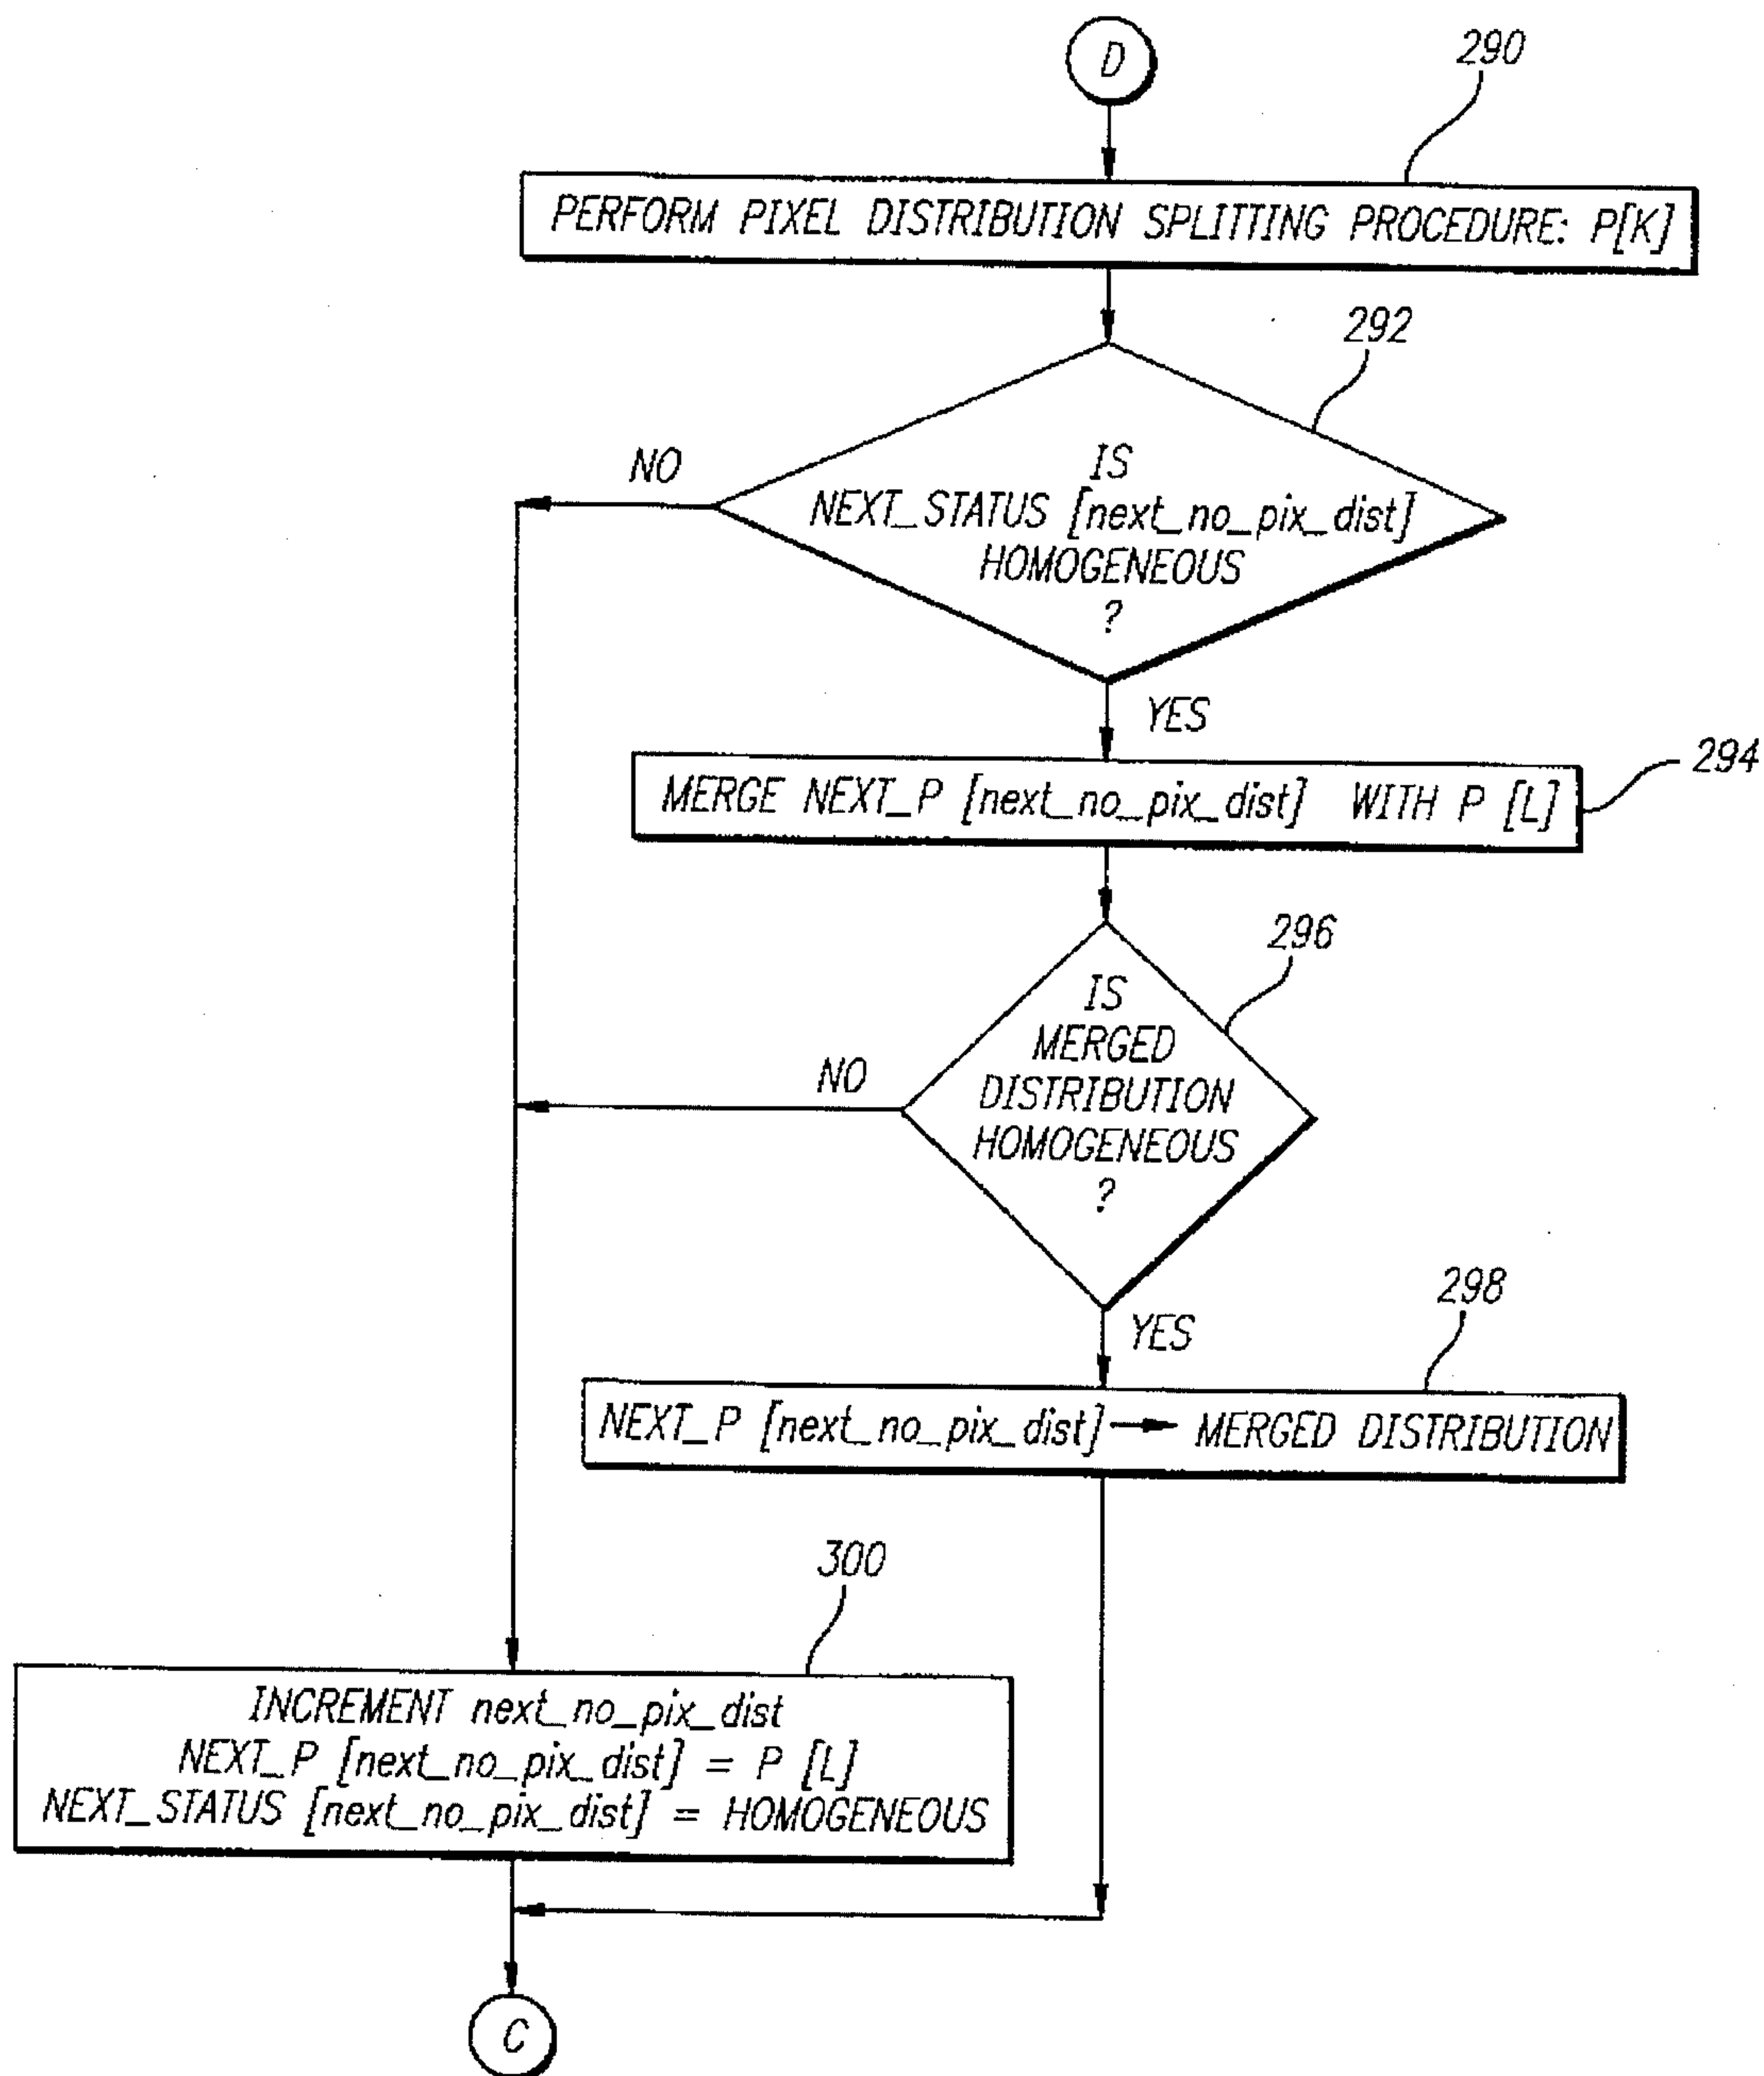 D
290
PERFORM PIXEL DISTRIBUTION SPLITTING PROCEDURE: P[K]
292
NO
IS
NEXT_STATUS [next_no_pix_dist]
HOMOGENEOUS
?
YES
294
MERGE NEXT_P [next_no_pix_dist] WITH P [L]
296
IS
MERGED
DISTRIBUTION
HOMOGENEOUS
?
NO
YES
298
NEXT_P [next_no_pix_dist] → MERGED DISTRIBUTION
300
INCREMENT next_no_pix_dist
NEXT_P [next_no_pix_dist] = P [L]
NEXT_STATUS [next_no_pix_dist] = HOMOGENEOUS
C